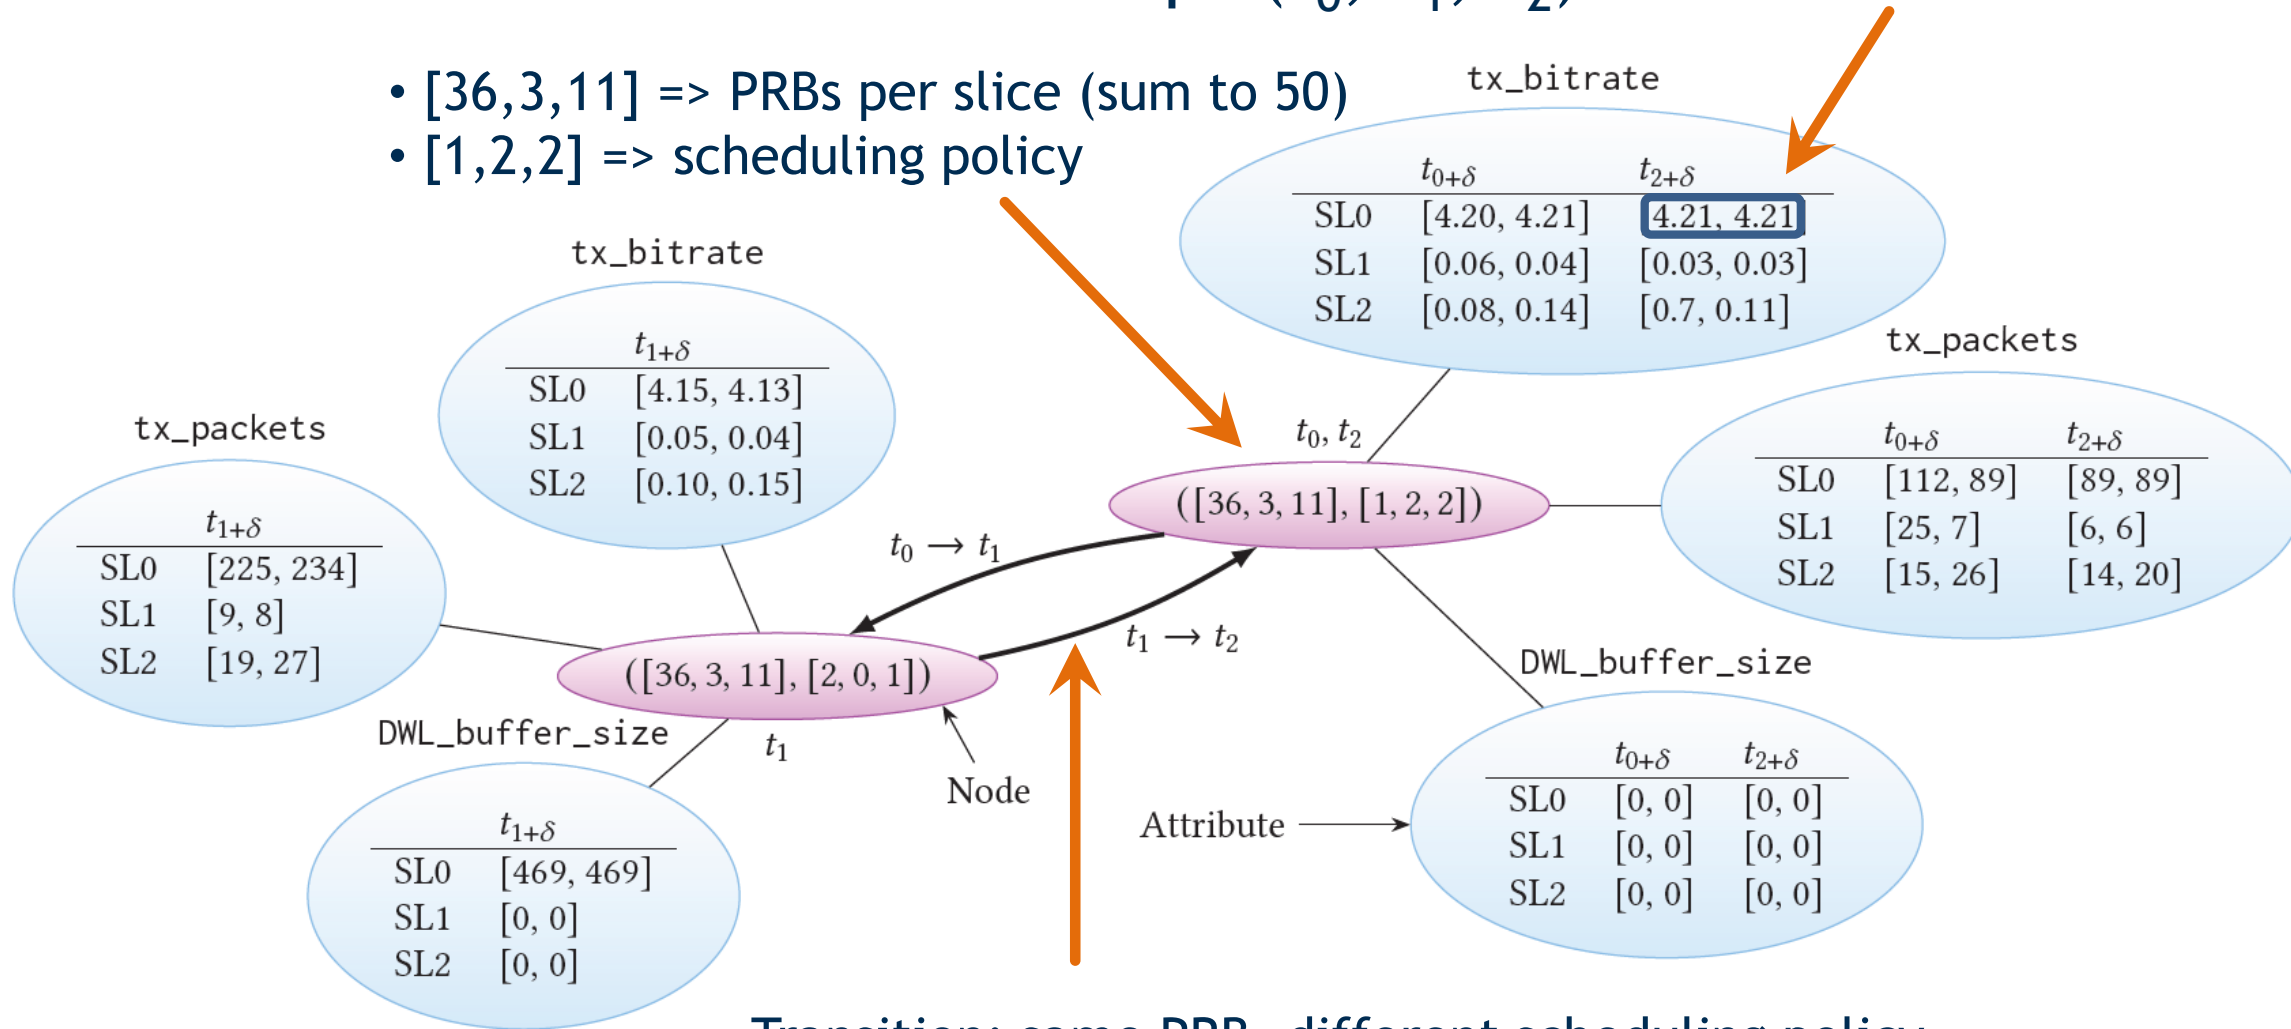 • [36,3,11] => PRBs per slice (sum to 50)
• [1,2,2] => scheduling policy
tx_bitrate
t0+δ t2+δ
SL0 [4.20, 4.21] [4.21, 4.21]
SL1 [0.06, 0.04] [0.03, 0.03]
SL2 [0.08, 0.14] [0.7, 0.11]
tx_bitrate
t1+δ
SL0 [4.15, 4.13]
SL1 [0.05, 0.04]
SL2 [0.10, 0.15]
tx_packets
t0+δ t2+δ
SL0 [112, 89] [89, 89]
SL1 [25, 7] [6, 6]
SL2 [15, 26] [14, 20]
tx_packets
t1+δ
SL0 [225, 234]
SL1 [9, 8]
SL2 [19, 27]
t0, t2
([36, 3, 11], [1, 2, 2])
t0 → t1
t1 → t2
([36, 3, 11], [2, 0, 1])
t1
Node
DWL_buffer_size
t1+δ
SL0 [469, 469]
SL1 [0, 0]
SL2 [0, 0]
DWL_buffer_size
Attribute
t0+δ t2+δ
SL0 [0, 0] [0, 0]
SL1 [0, 0] [0, 0]
SL2 [0, 0] [0, 0]
Transition: same PRB, different scheduling policy